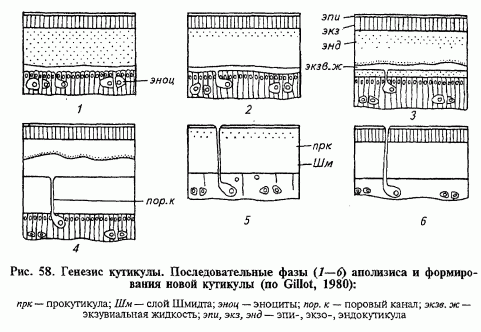 эноц
1
2
эпи
экз
энд
экзв.ж
3
пор.к
4
прк
Шм
5
6
Рис. 58. Генезис кутикулы. Последовательные фазы (1—6) аполизиса и формиро-
вания новой кутикулы (по Gillot, 1980):
прк — прокутикула; Шм — слой Шмидта; эноц — эноциты; пор. к — поровый канал; экзв. ж —
экзувиальная жидкость; эпи, экз, энд — эпи-, экзо-, эндокутикула